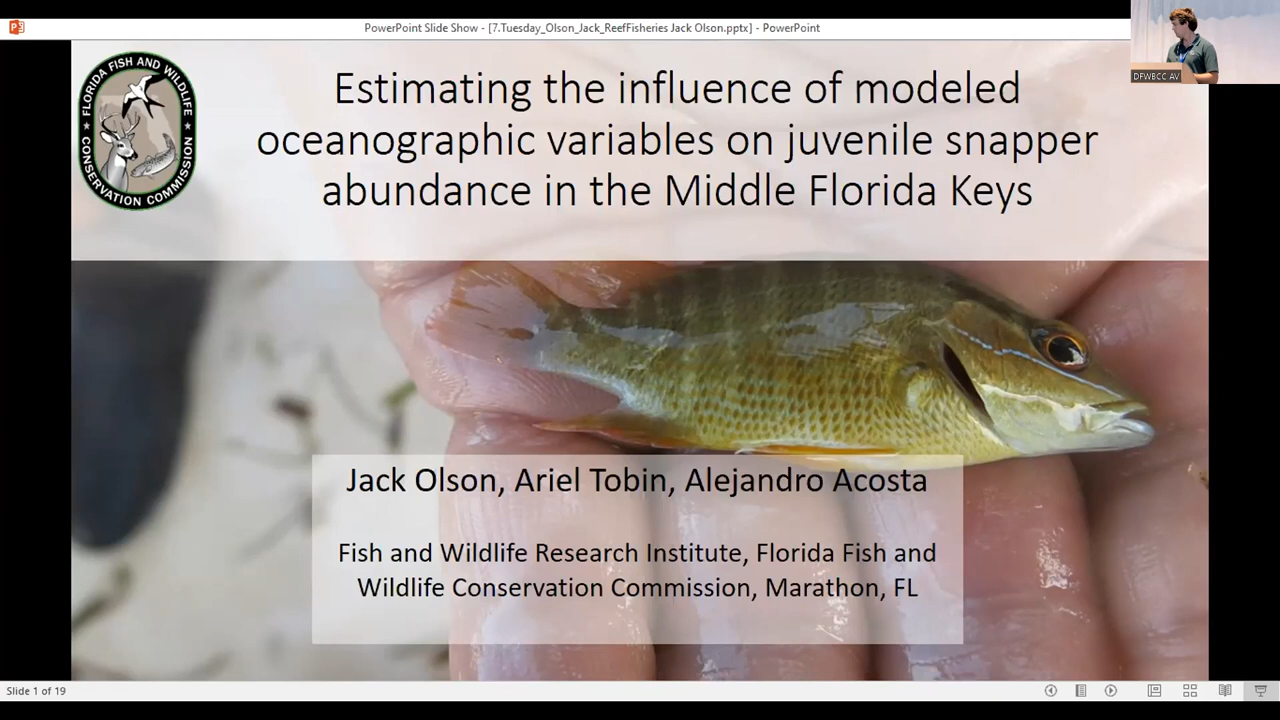 PowerPoint Slide Show - [7.Tuesday_Olson_Jack_ReefFisheries Jack Olson.pptx] - PowerPoint
DFWBCC AV
FLORIDA FISH AND WILDLIFE
CONSERVATION COMMISSION
Estimating the influence of modeled
oceanographic variables on juvenile snapper
abundance in the Middle Florida Keys
Jack Olson, Ariel Tobin, Alejandro Acosta
Fish and Wildlife Research Institute, Florida Fish and
Wildlife Conservation Commission, Marathon, FL
Slide 1 of 19